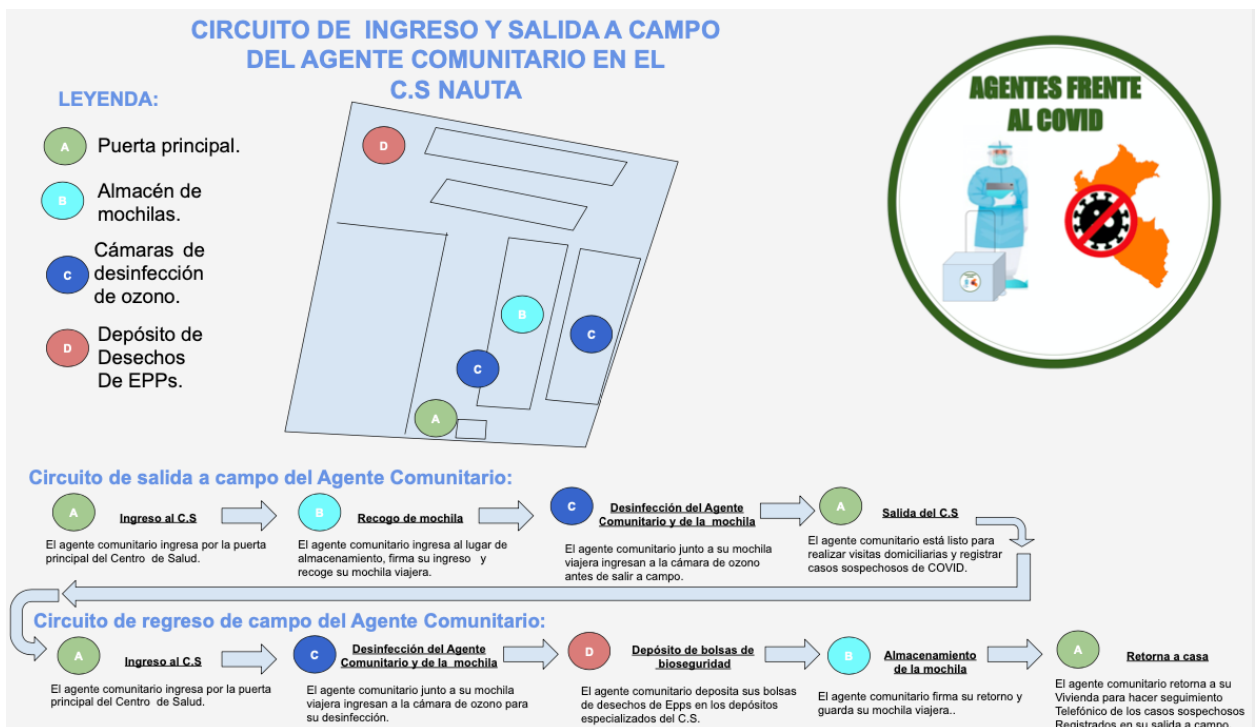 CIRCUITO DE INGRESO Y SALIDA A CAMPO
DEL AGENTE COMUNITARIO EN EL
C.S NAUTA
LEYENDA:
A
Puerta principal.
B
Almacén de
mochilas.
C
Cámaras de
desinfección
de ozono.
D
Depósito de
Desechos
De EPPs.
D
B
C
C
A
AGENTES FRENTE
AL COVID
Circuito de salida a campo del Agente Comunitario:
A
Ingreso al C.S
El agente comunitario ingresa por la puerta
principal del Centro de Salud.
B
Recogo de mochila
El agente comunitario ingresa al lugar de
almacenamiento, firma su ingreso y
recoge su mochila viajera.
C
Desinfección del Agente
Comunitario y de la mochila
El agente comunitario junto a su mochila
viajera ingresan a la cámara de ozono
antes de salir a campo.
A
Salida del C.S
El agente comunitario está listo para
realizar visitas domiciliarias y registrar
casos sospechosos de COVID.
Circuito de regreso de campo del Agente Comunitario:
A
Ingreso al C.S
El agente comunitario ingresa por la puerta
principal del Centro de Salud.
C
Desinfección del Agente
Comunitario y de la mochila
El agente comunitario junto a su mochila
viajera ingresan a la cámara de ozono para
su desinfección.
D
Depósito de bolsas de
bioseguridad
El agente comunitario deposita sus bolsas
de desechos de Epps en los depósitos
especializados del C.S.
B
Almacenamiento
de la mochila
El agente comunitario firma su retorno y
guarda su mochila viajera..
A
Retorna a casa
El agente comunitario retorna a su
Vivienda para hacer seguimiento
Telefónico de los casos sospechosos
Registrados en su salida a campo